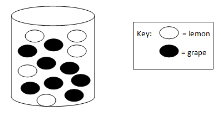 Key:
= lemon
= grape